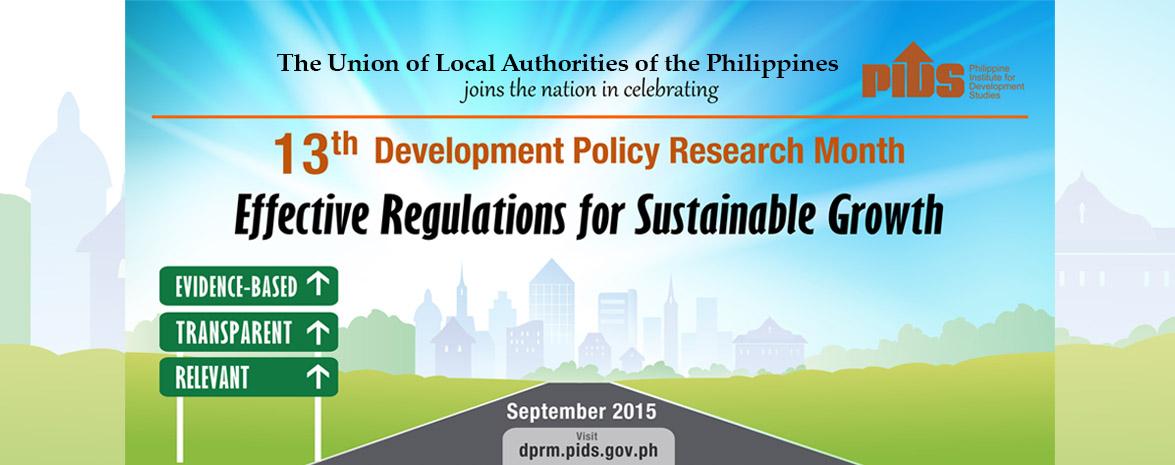 The Union of Local Authorities of the Philippines
joins the nation in celebrating
PIDS
Philippine
Institute for
Development
Studies
13th Development Policy Research Month
Effective Regulations for Sustainable Growth
EVIDENCE-BASED ↑
TRANSPARENT ↑
RELEVANT ↑
September 2015
Visit
dprm.pids.gov.ph